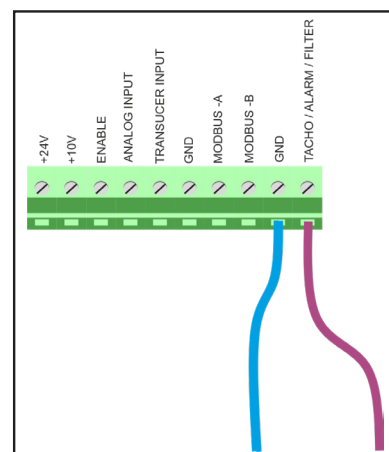 +24V
+10V
ENABLE
ANALOG INPUT
TRANSUCER INPUT
GND
MODBUS -A
MODBUS -B
GND
TACHO / ALARM / FILTER